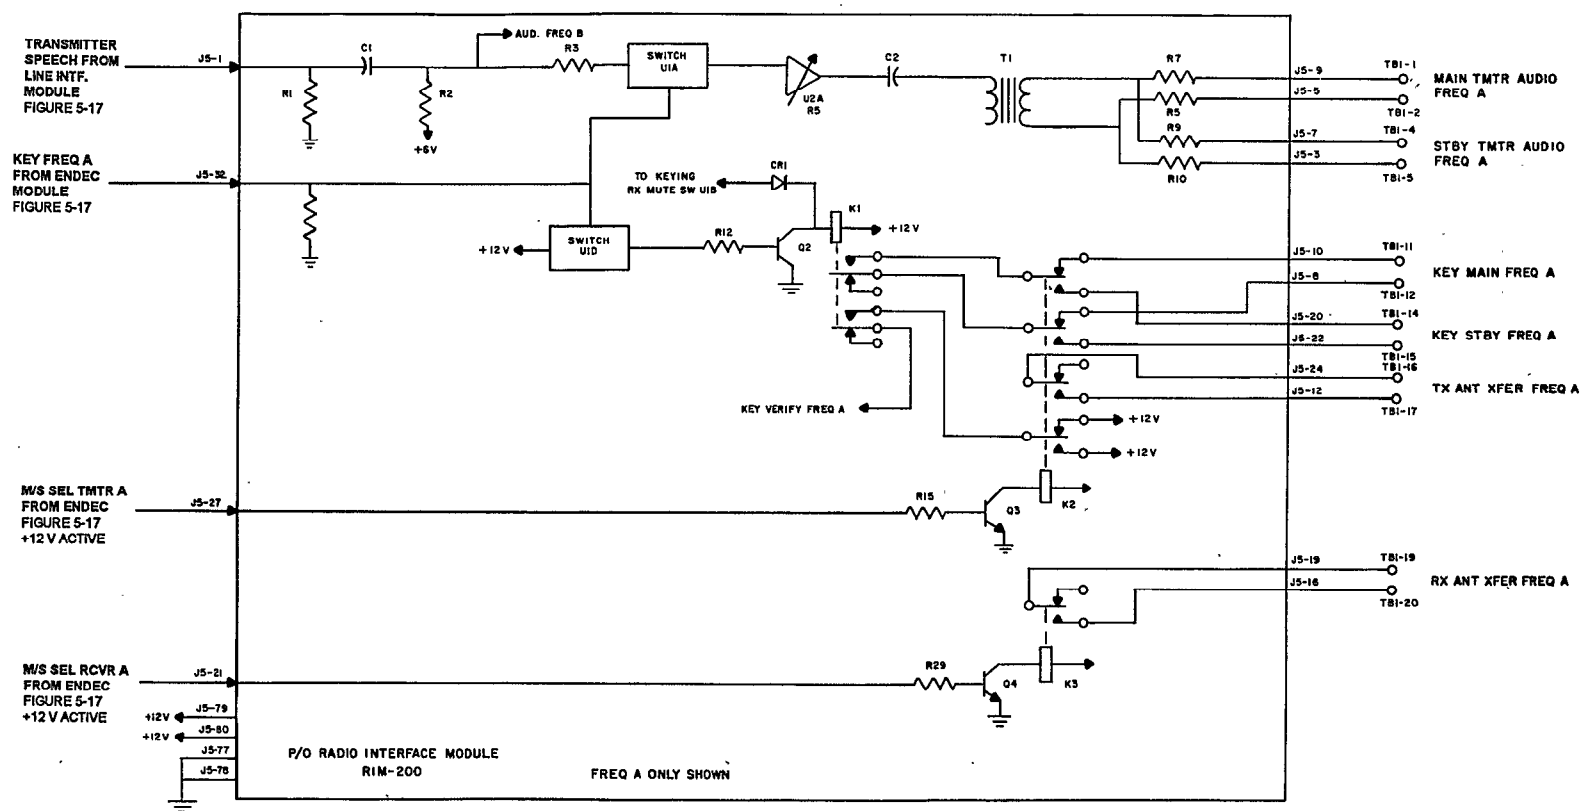 TRANSMITTER
SPEECH FROM
LINE INTF.
MODULE
FIGURE 5-17
J5-1
C1
R1
R2
+6V
AUD. FREQ B
R3
SWITCH
U1A
U2A
R5
C2
T1
R7
R5
R9
R10
J5-9
J5-5
J5-7
J5-3
TB1-1
TB1-2
TB1-4
TB1-5
MAIN TMTR AUDIO
FREQ A
STBY TMTR AUDIO
FREQ A
KEY FREQ A
FROM ENDEC
MODULE
FIGURE 5-17
J5-32
TO KEYING
RX MUTE SW U1B
CR1
K1
+12V
+12V
SWITCH
U1D
R12
Q2
J5-10
J5-8
J5-20
J6-22
J5-24
J5-12
TB1-11
TB1-12
TB1-14
TB1-15
TB1-16
TB1-17
KEY MAIN FREQ A
KEY STBY FREQ A
TX ANT XFER FREQ A
KEY VERIFY FREQ A
+12V
+12V
M/S SEL TMTR A
FROM ENDEC
FIGURE 5-17
+12 V ACTIVE
J5-27
R15
Q3
K2
J5-19
J5-16
TB1-19
TB1-20
RX ANT XFER FREQ A
M/S SEL RCVR A
FROM ENDEC
FIGURE 5-17
+12 V ACTIVE
J5-21
R29
Q4
K3
+12V
J5-79
+12V
J5-80
J5-77
J5-78
P/O RADIO INTERFACE MODULE
RIM-200
FREQ A ONLY SHOWN